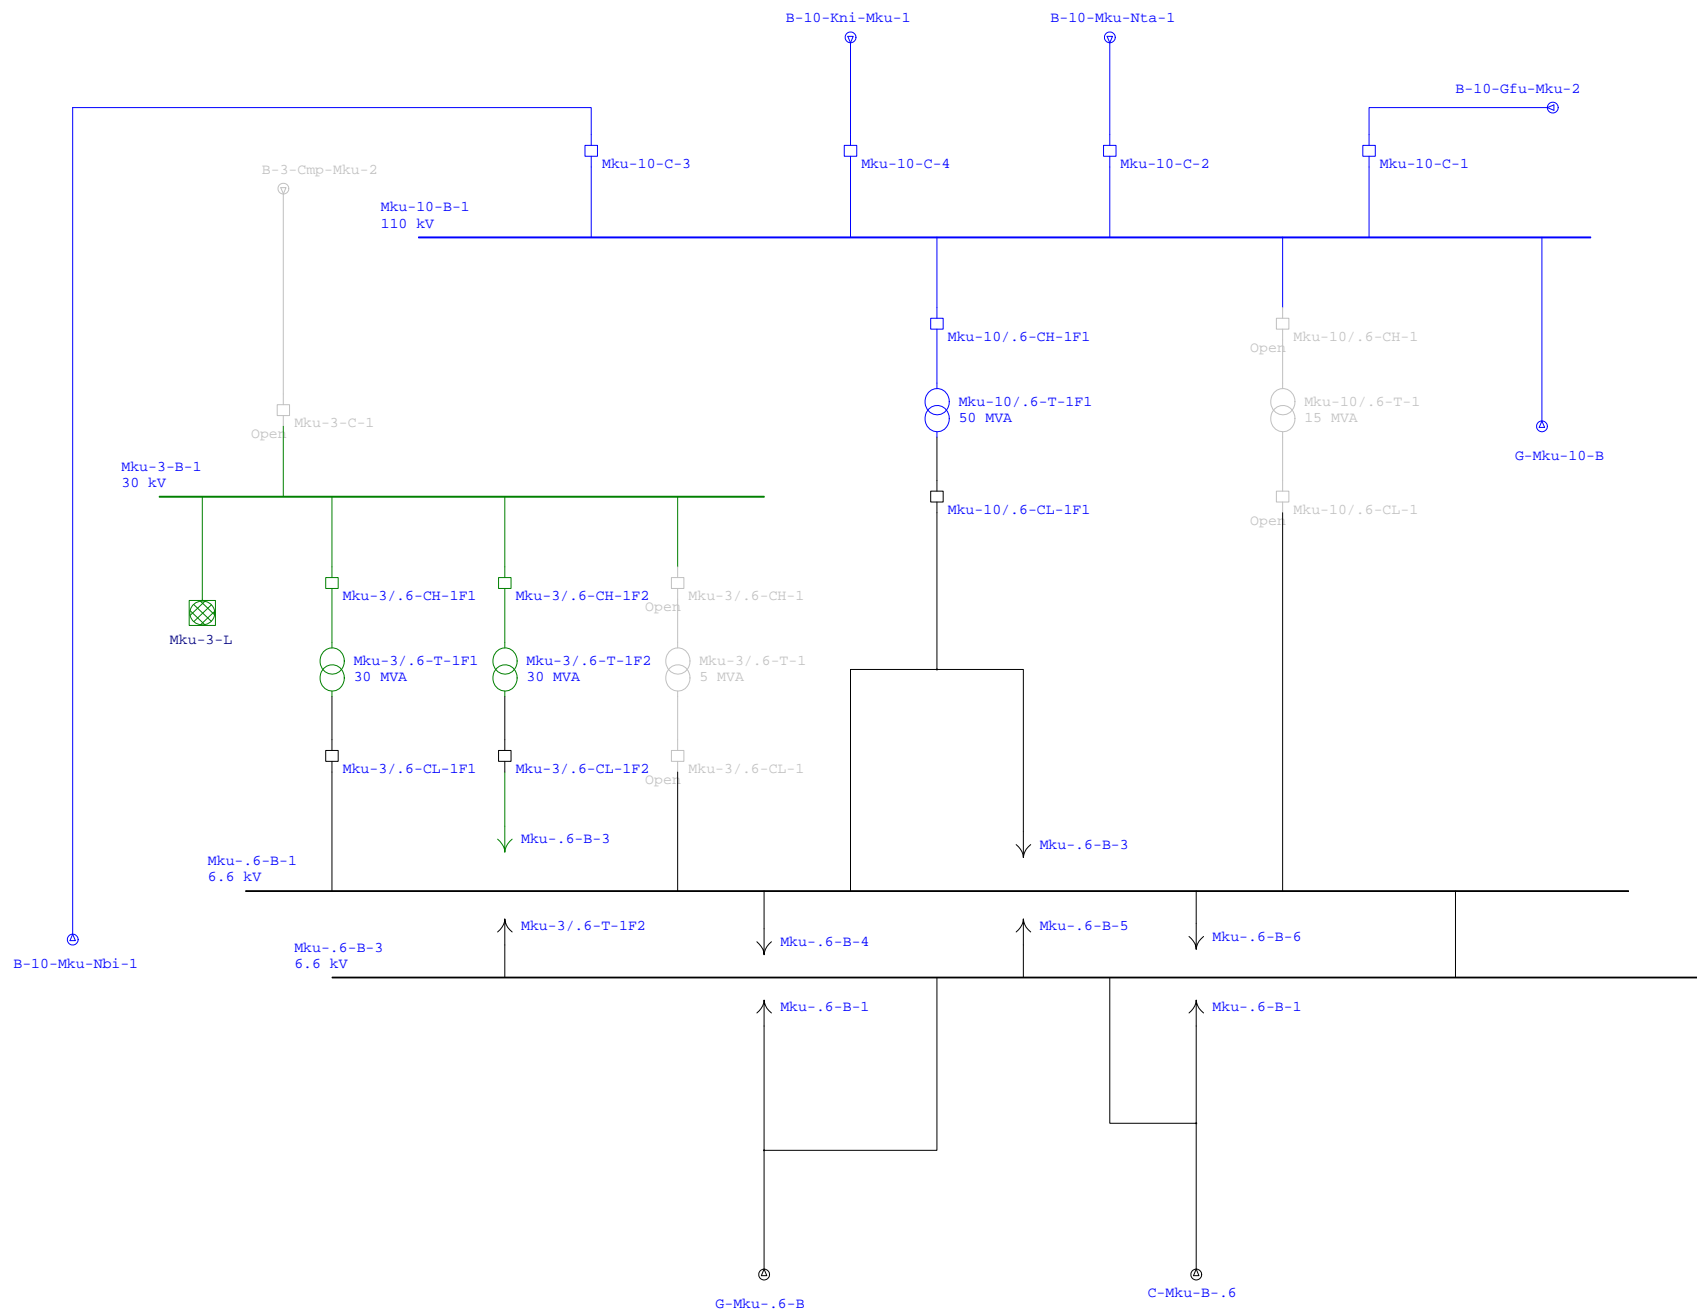 B-10-Kni-Mku-1
B-10-Mku-Nta-1
B-10-Gfu-Mku-2
Mku-10-C-3
Mku-10-C-4
Mku-10-C-2
Mku-10-C-1
B-3-Cmp-Mku-2
Mku-10-B-1
110 kV
Mku-10/.6-CH-1F1
Mku-10/.6-CH-1
Open
Mku-10/.6-T-1F1
50 MVA
Mku-10/.6-T-1
15 MVA
Mku-3-C-1
Open
G-Mku-10-B
Mku-3-B-1
30 kV
Mku-10/.6-CL-1F1
Mku-10/.6-CL-1
Open
Mku-3/.6-CH-1F1
Mku-3/.6-CH-1F2
Mku-3/.6-CH-1
Open
Mku-3-L
Mku-3/.6-T-1F1
30 MVA
Mku-3/.6-T-1F2
30 MVA
Mku-3/.6-T-1
5 MVA
Mku-3/.6-CL-1F1
Mku-3/.6-CL-1F2
Mku-3/.6-CL-1
Open
Mku-.6-B-3
Mku-.6-B-3
Mku-.6-B-1
6.6 kV
Mku-3/.6-T-1F2
Mku-.6-B-4
Mku-.6-B-5
Mku-.6-B-6
Mku-.6-B-3
6.6 kV
B-10-Mku-Nbi-1
Mku-.6-B-1
Mku-.6-B-1
G-Mku-.6-B
C-Mku-B-.6